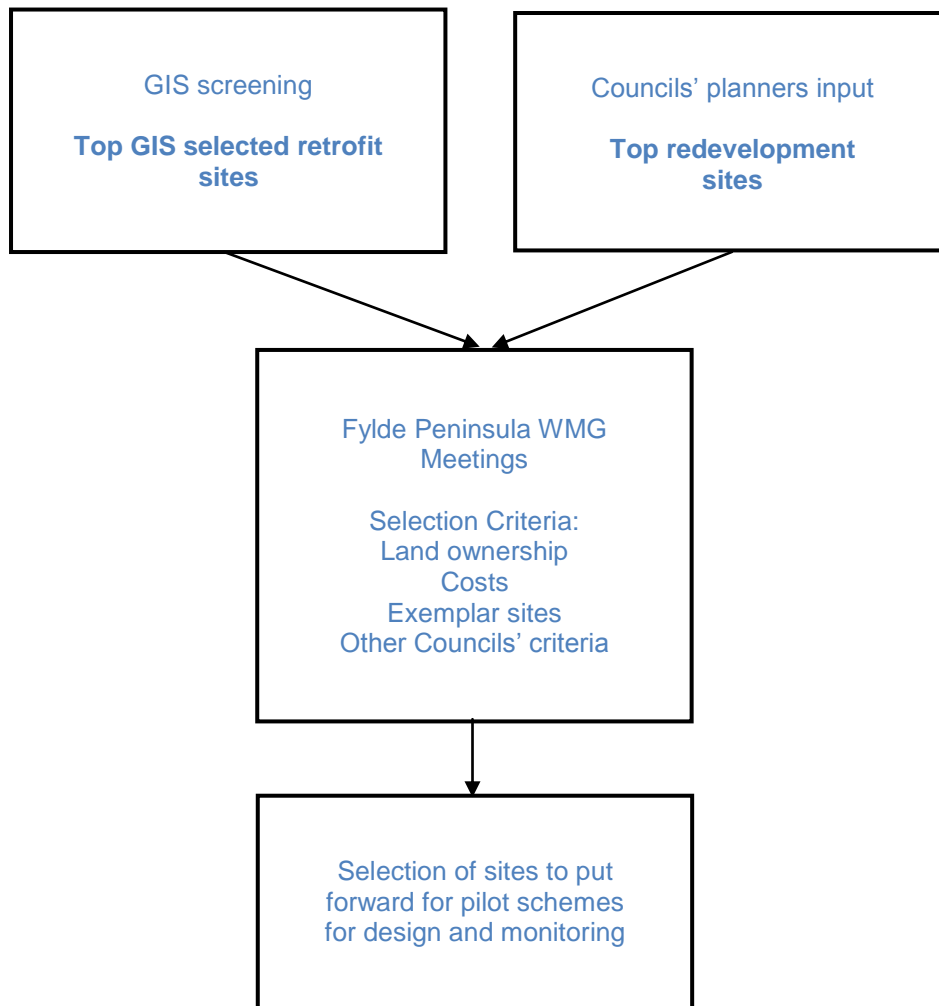 GIS screening
Top GIS selected retrofit
sites
Councils’ planners input
Top redevelopment
sites
Fylde Peninsula WMG
Meetings
Selection Criteria:
Land ownership
Costs
Exemplar sites
Other Councils’ criteria
Selection of sites to put
forward for pilot schemes
for design and monitoring